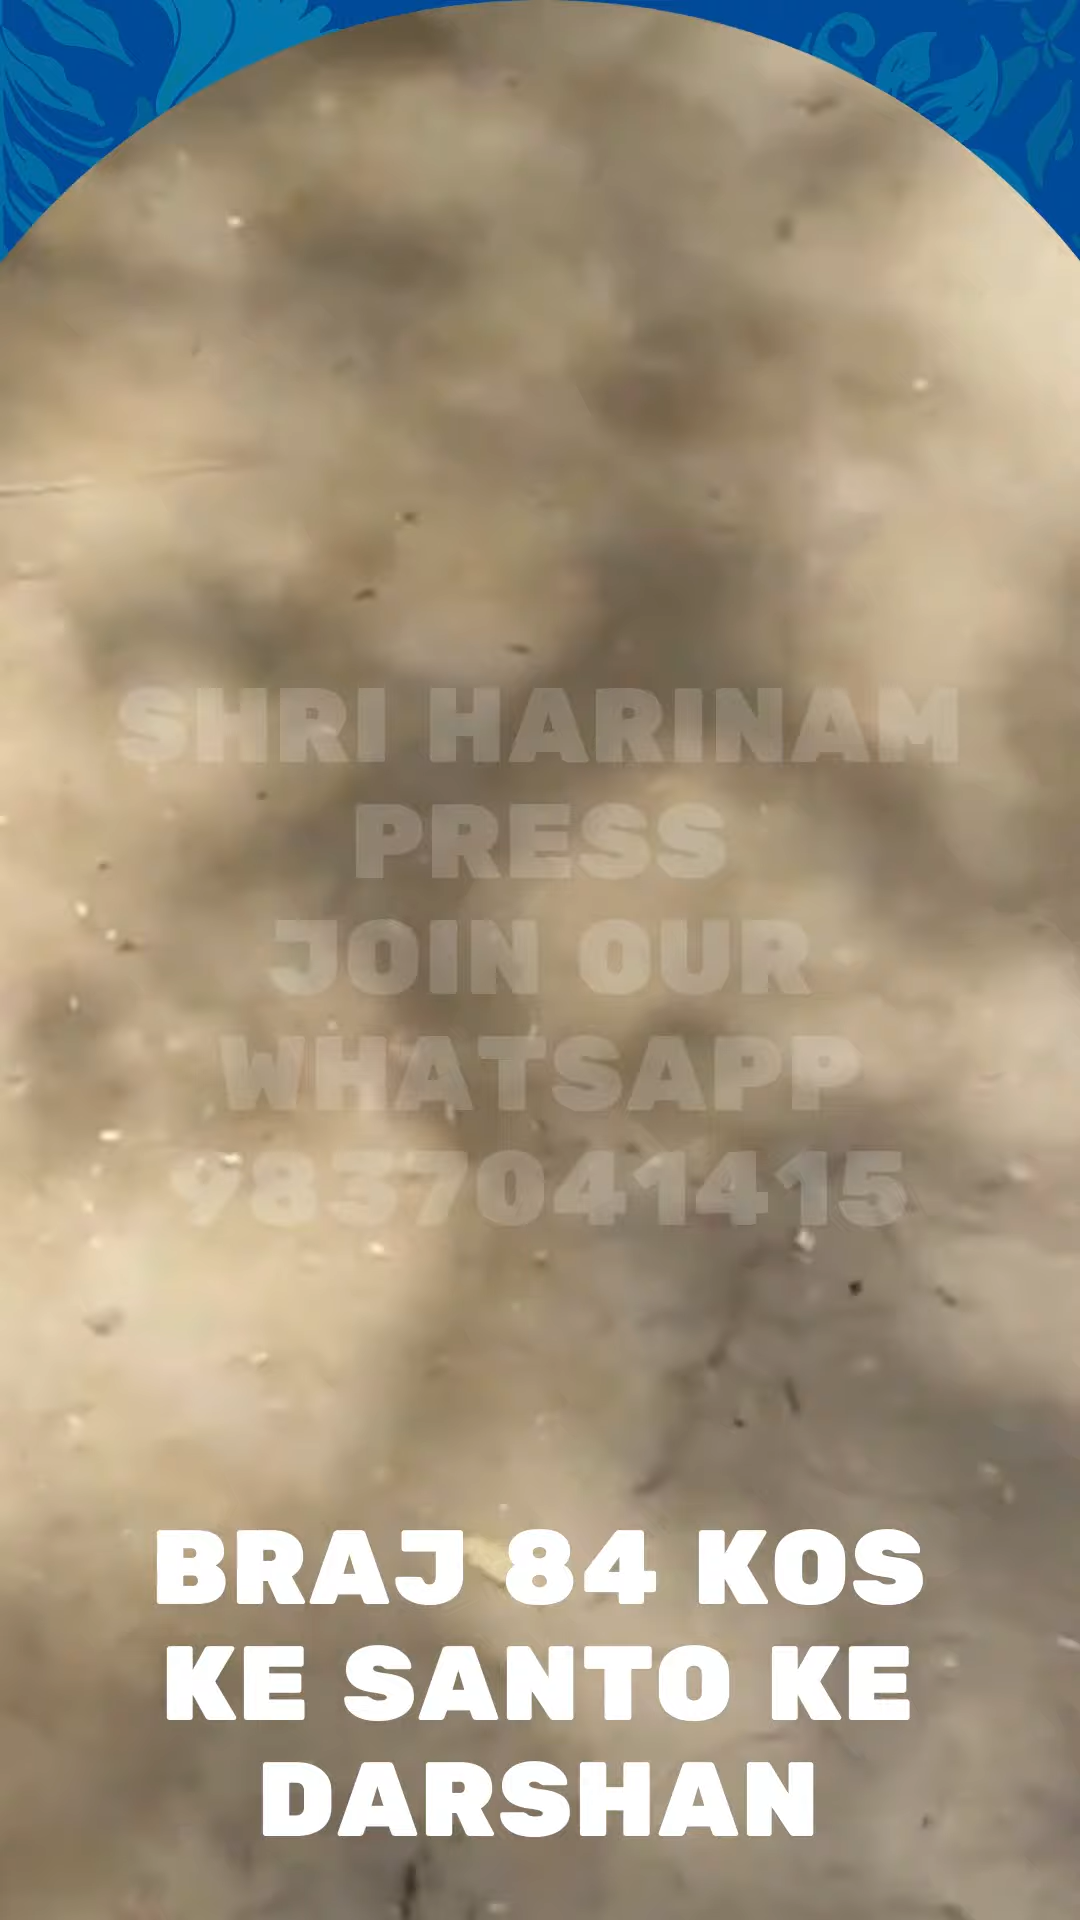 SHRI HARINAM
PRESS
JOIN OUR
WHATSAPP
9837041415
BRAJ 84 KOS
KE SANTO KE
DARSHAN